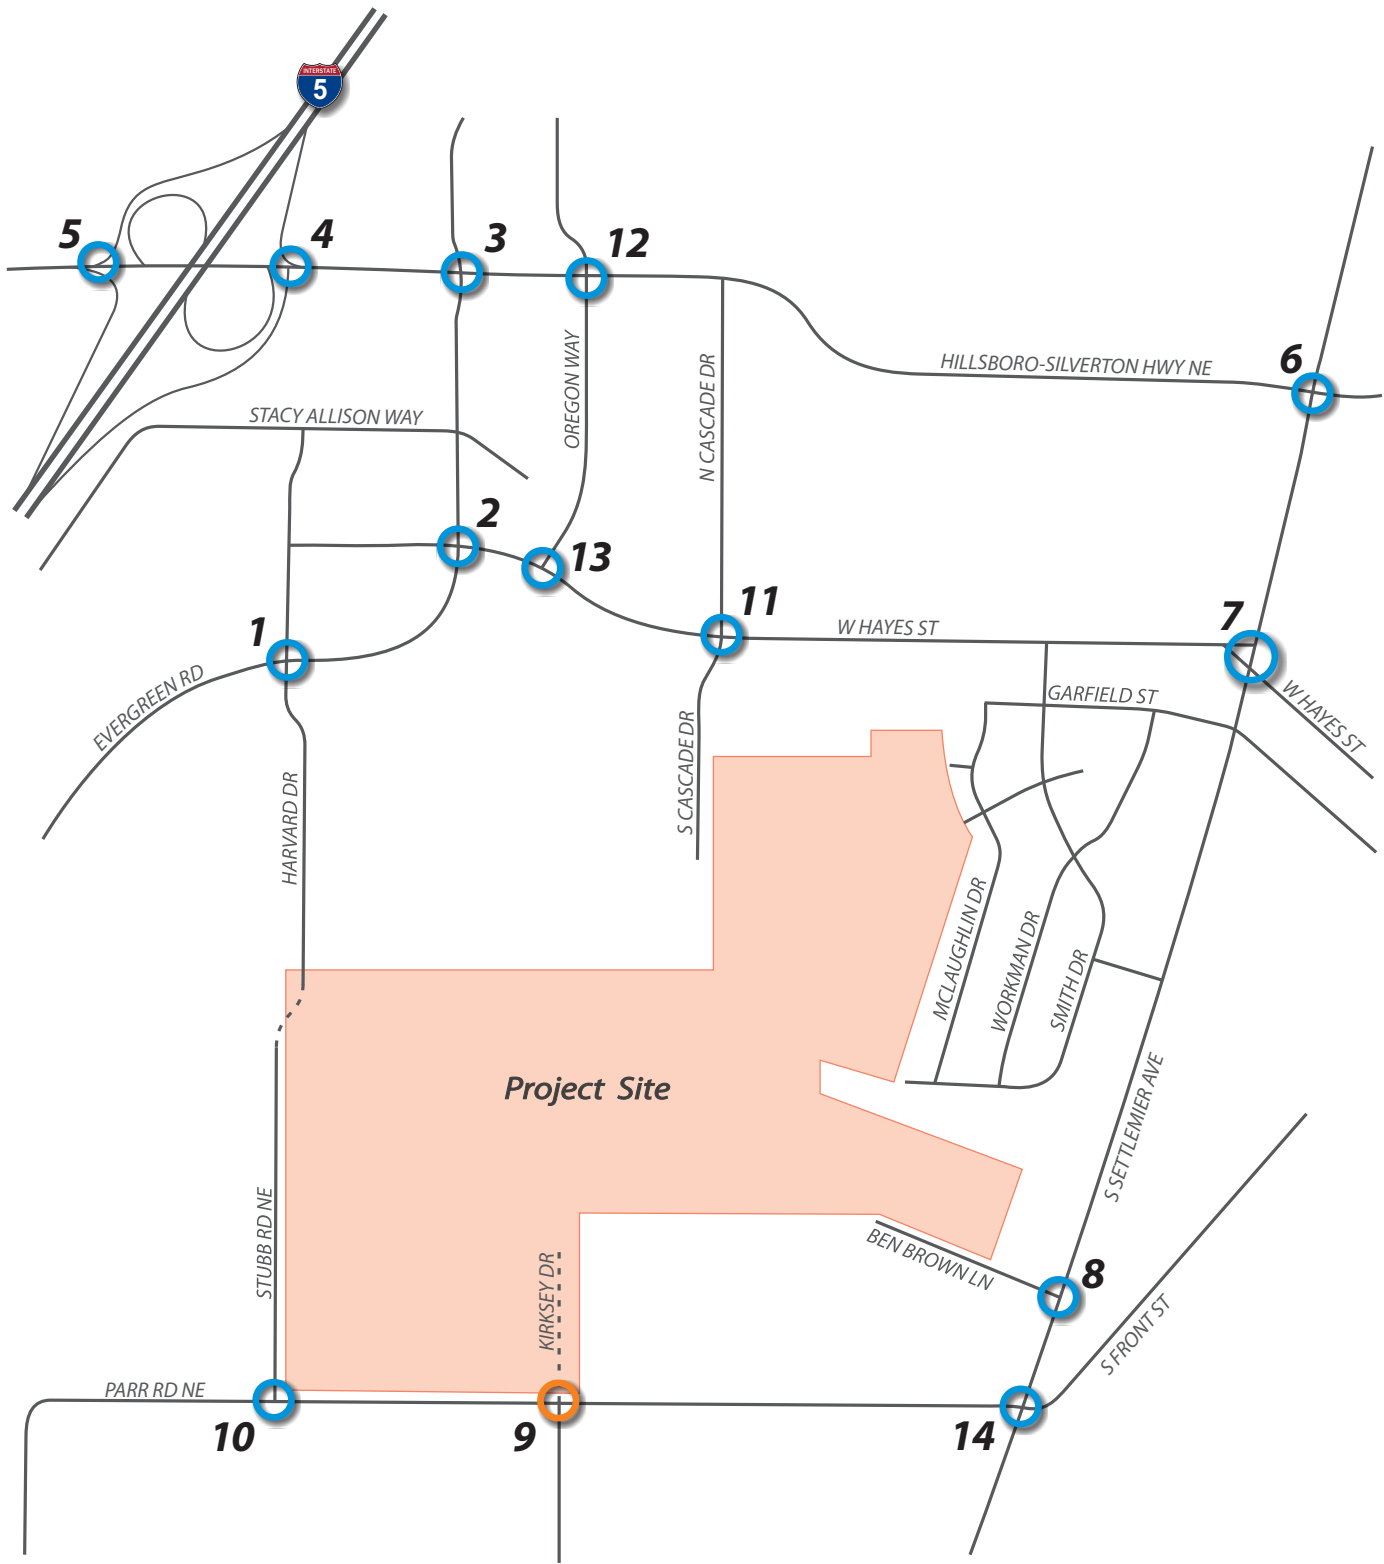 INTERSTATE
5
5
4
3
12
HILLSBORO-SILVERTON HWY NE
6
OREGON WAY
N CASCADE DR
STACY ALLISON WAY
2
13
11
1
W HAYES ST
7
EVERGREEN RD
GARFIELD ST
W HAYES ST
HARVARD DR
S CASCADE DR
MCLAUGHLIN DR
WORKMAN DR
SMITH DR
Project Site
S SETTLEMIER AVE
STUBB RD NE
KIRKSEY DR
BEN BROWN LN
8
S FRONT ST
PARR RD NE
10
9
14